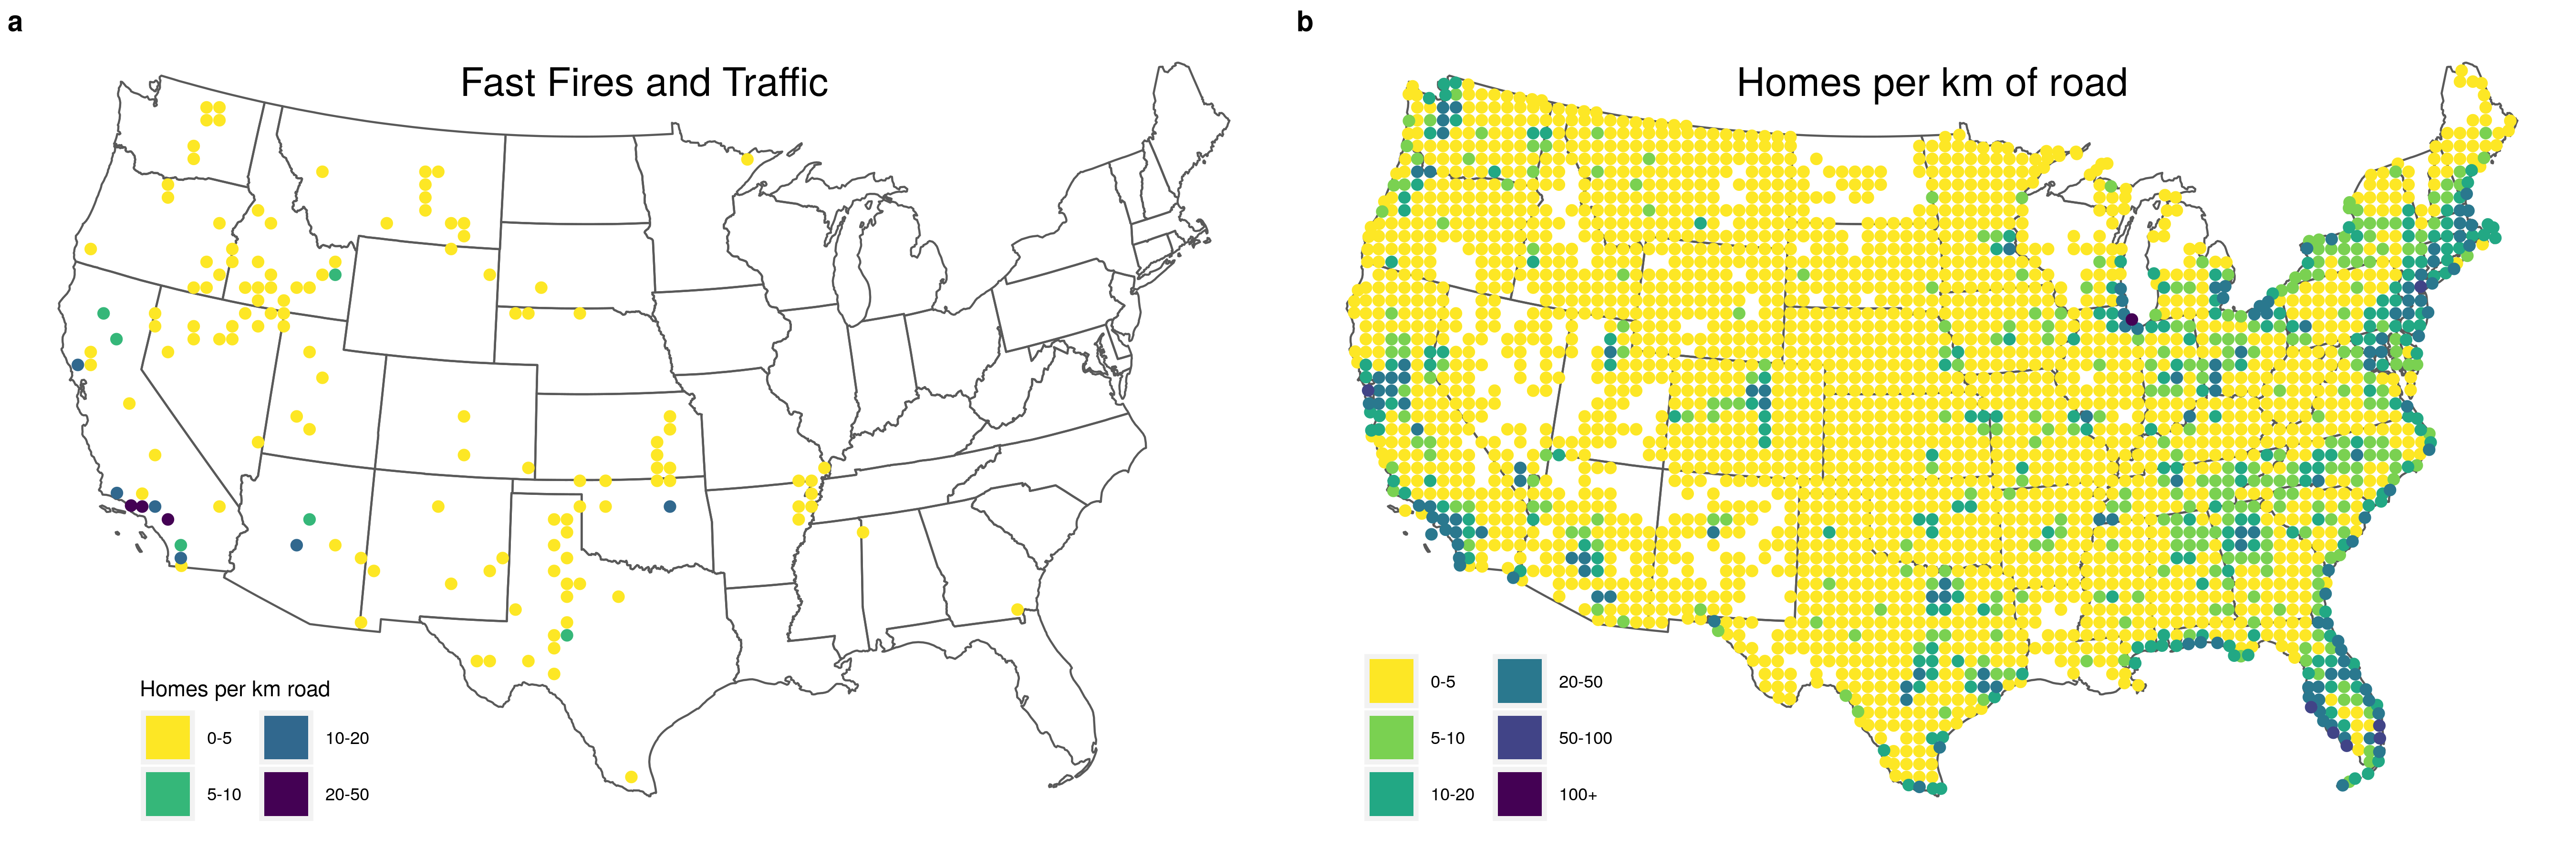 a
Fast Fires and Traffic
Homes per km road
0-5
10-20
5-10
20-50
b
Homes per km of road
0-5
20-50
5-10
50-100
10-20
100+